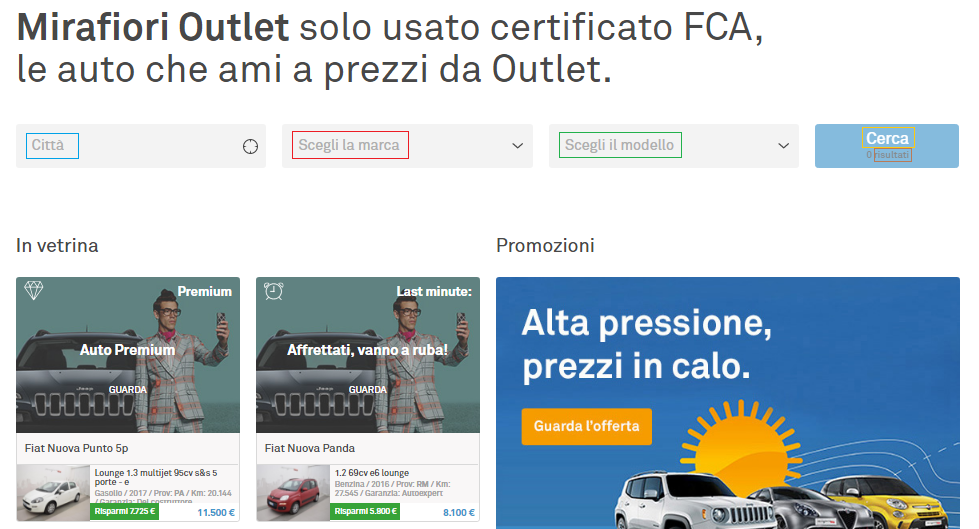 Mirafiori Outlet solo usato certificato FCA,
le auto che ami a prezzi da Outlet.
Città
Scegli la marca
Scegli il modello
Cerca
0 risultati
In vetrina
Promozioni
Premium
Auto Premium
GUARDA
Fiat Nuova Punto 5p
Lounge 1.3 multijet 95cv s&s 5
porte - e
Gasolio / 2017 / Prov: PA / Km: 20.144
/ Garanzia: Del costruttore
Risparmi 7.725 €
11.500 €
Last minute:
Affrettati, vanno a ruba!
GUARDA
Fiat Nuova Panda
1.2 69cv e6 lounge
Benzina / 2016 / Prov: RM / Km:
27.545 / Garanzia: Autoexpert
Risparmi 5.800 €
8.100 €
Alta pressione,
prezzi in calo.
Guarda l'offerta